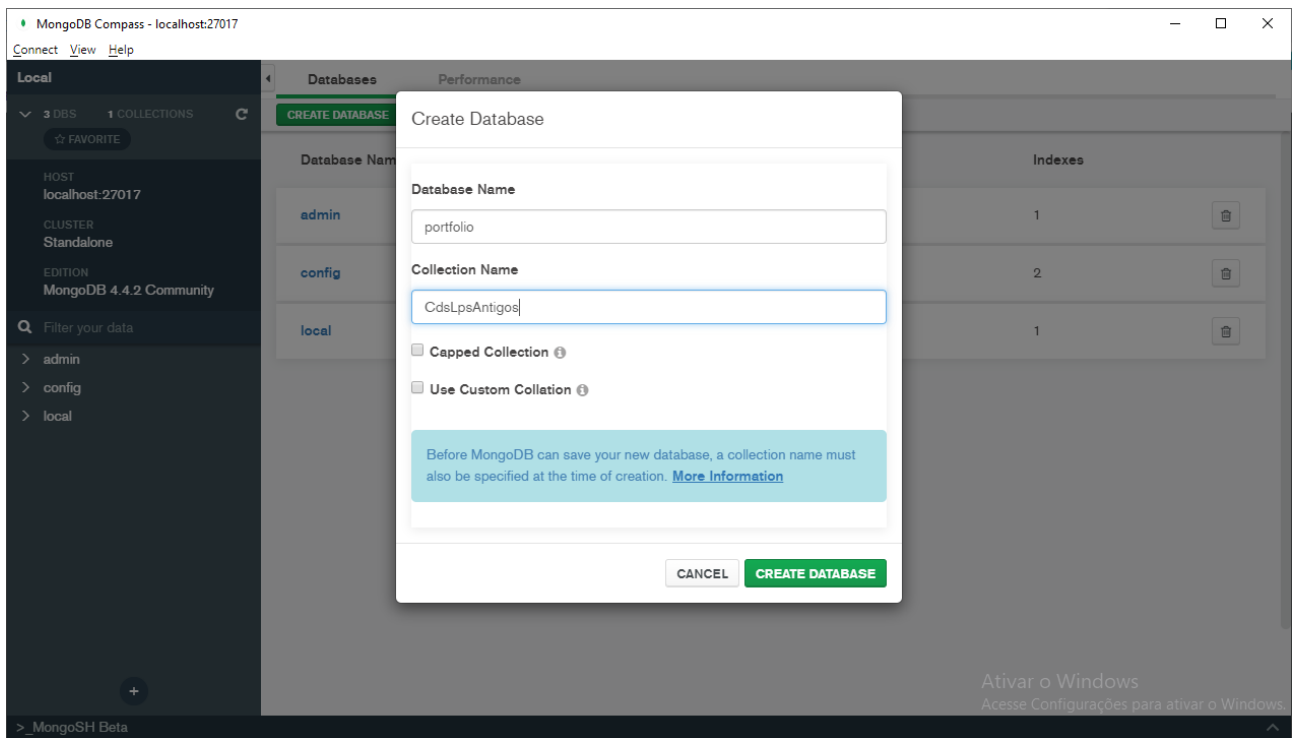 MongoDB Compass - localhost:27017
Connect View Help
Local
3 DBS 1 COLLECTIONS
FAVORITE
HOST
localhost:27017
CLUSTER
Standalone
EDITION
MongoDB 4.4.2 Community
Filter your data
admin
config
local
>_MongoSH Beta
Databases Performance
CREATE DATABASE
Database Nam Indexes
admin 1
config 2
local 1
Create Database
Database Name
portfolio
Collection Name
CdsLpsAntigos
Capped Collection
Use Custom Collation
Before MongoDB can save your new database, a collection name must
also be specified at the time of creation. More Information
CANCEL CREATE DATABASE
Ativar o Windows
Acesse Configurações para ativar o Windows.